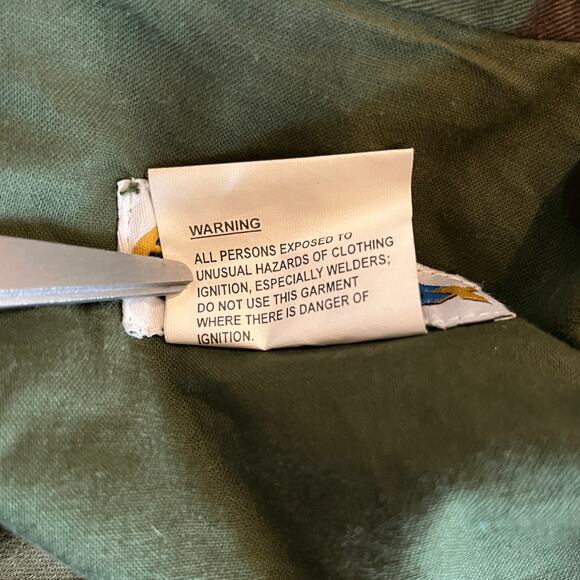 WARNING
ALL PERSONS EXPOSED TO
UNUSUAL HAZARDS OF CLOTHING
IGNITION, ESPECIALLY WELDERS;
DO NOT USE THIS GARMENT
WHERE THERE IS DANGER OF
IGNITION.